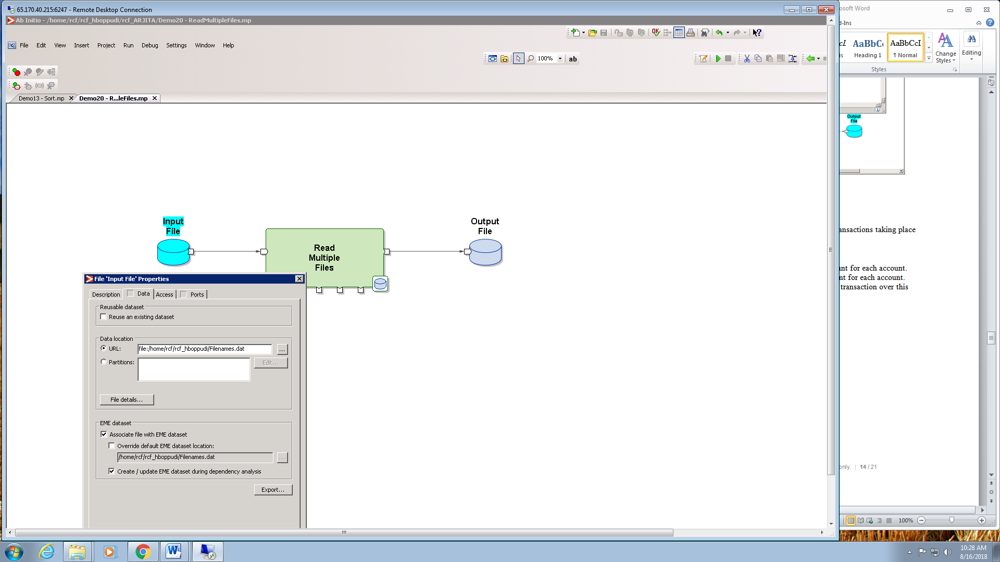 65.170.40.215:6247 - Remote Desktop Connection
Ab Initio - /home/rcf/rcf_hboppudi/rcf_ARJITA/Demo20 - ReadMultipleFiles.mp
File Edit View Insert Project Run Debug Settings Window Help
OK
100% ab
Demo13 - Sort.mp
Demo20 - R...leFiles.mp
Input
File
Read
Multiple
Files
Output
File
File 'Input File' Properties
Description Data Access Ports
Reusable dataset
Reuse an existing dataset
Data location
URL: file:/home/rcf/rcf_hboppudi/Filenames.dat ...
Partitions: Edit...
File details...
EME dataset
Associate file with EME dataset
Override default EME dataset location:
/home/rcf/rcf_hboppudi/Filenames.dat ...
Create / update EME dataset during dependency analysis
Export...
osoft Word
d-Ins
AaBbCc AaBbCcI
Heading 1 ¶ Normal
Change
Styles
Editing
Styles
Output
File
ansactions taking place
unt for each account.
nt for each account.
transaction over this
only. | 14 / 21
100%
10:28 AM
8/16/2018